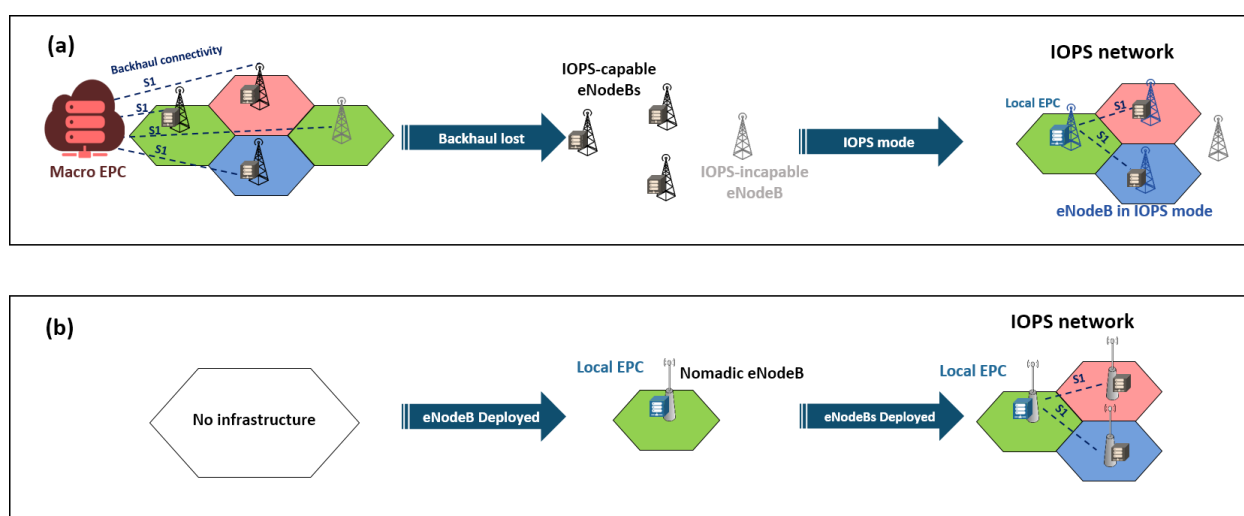 (a)
Backhaul connectivity
S1
S1
S1
S1
Macro EPC
Backhaul lost
IOPS-capable
eNodeBs
IOPS-incapable
eNodeB
IOPS mode
IOPS network
Local EPC
S1
S1
eNodeB in IOPS mode
(b)
No infrastructure
eNodeB Deployed
Local EPC
Nomadic eNodeB
eNodeBs Deployed
IOPS network
Local EPC
S1
S1